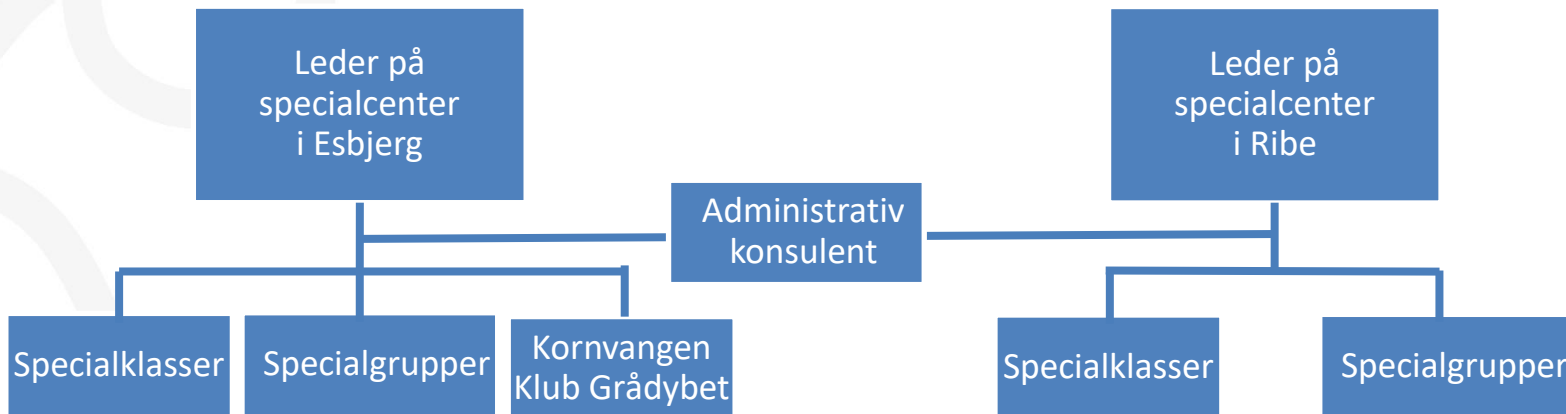 Leder på
specialcenter
i Esbjerg
Leder på
specialcenter
i Ribe
Administrativ
konsulent
Specialklasser
Specialgrupper
Kornvangen
Klub Grådybet
Specialklasser
Specialgrupper